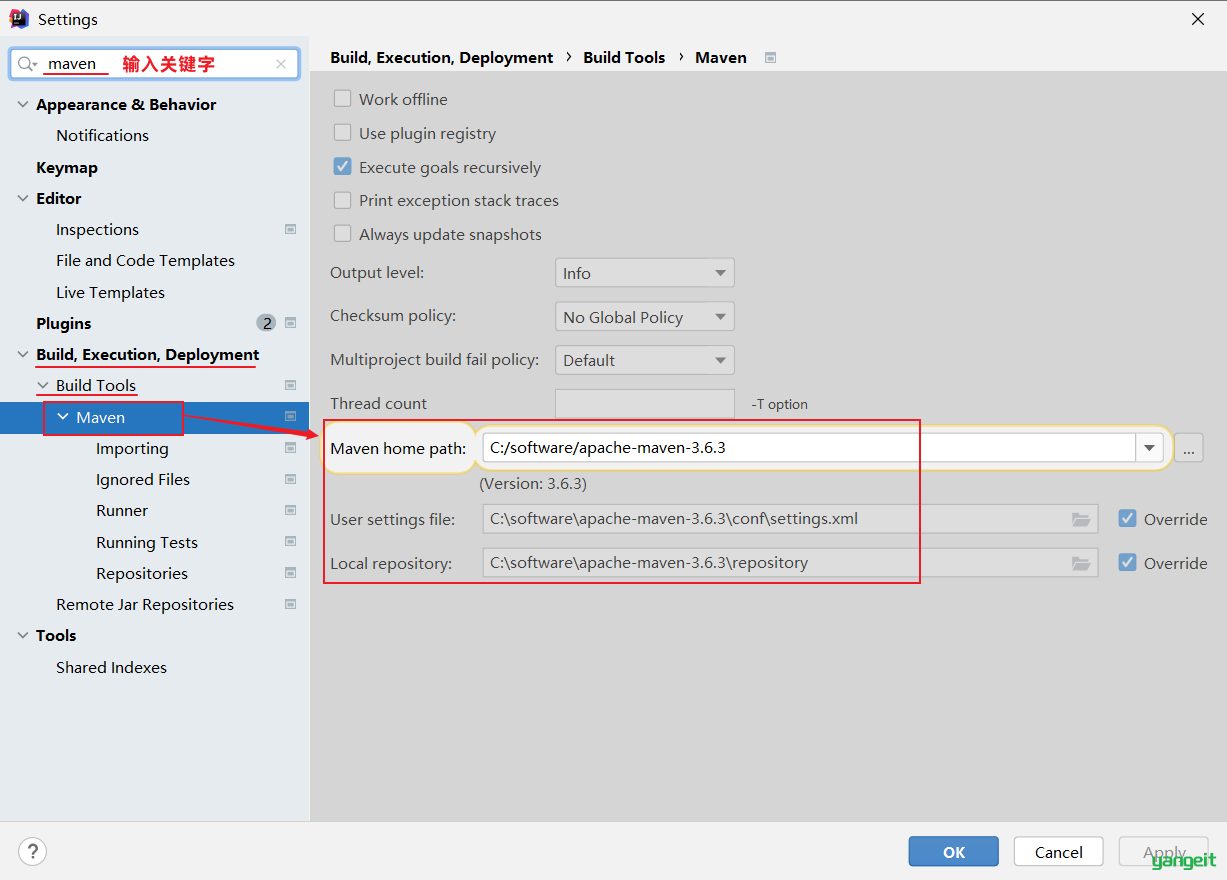 Settings
maven 输入关键字
Build, Execution, Deployment › Build Tools › Maven
Appearance & Behavior
Notifications
Keymap
Editor
Inspections
File and Code Templates
Live Templates
Plugins 2
Build, Execution, Deployment
Build Tools
Maven
Importing
Ignored Files
Runner
Running Tests
Repositories
Remote Jar Repositories
Tools
Shared Indexes
Work offline
Use plugin registry
Execute goals recursively
Print exception stack traces
Always update snapshots
Output level: Info
Checksum policy: No Global Policy
Multiproject build fail policy: Default
Thread count -T option
Maven home path: C:/software/apache-maven-3.6.3 ...
(Version: 3.6.3)
User settings file: C:\software\apache-maven-3.6.3\conf\settings.xml Override
Local repository: C:\software\apache-maven-3.6.3\repository Override
? OK Cancel Apply
yangeit